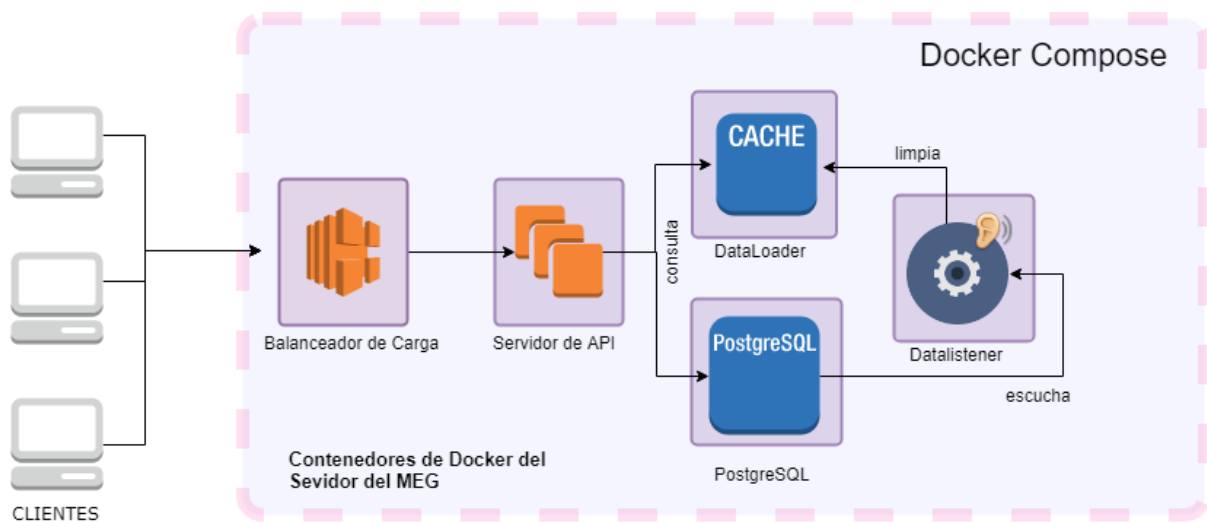 Docker Compose
CACHE
limpia
DataLoader
consulta
Balanceador de Carga
Servidor de API
PostgreSQL
Datalistener
escucha
Contenedores de Docker del
Sevidor del MEG
PostgreSQL
CLIENTES